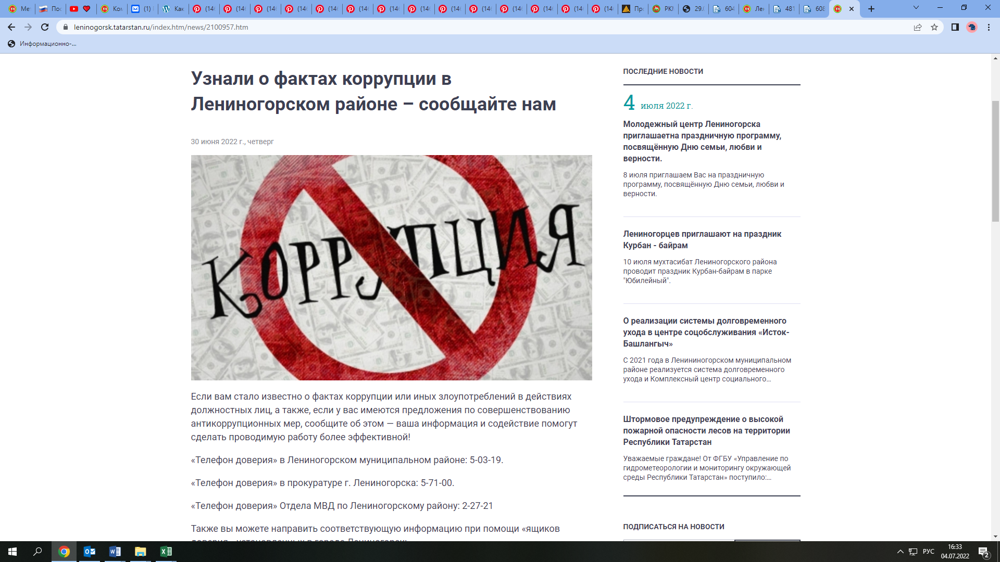 Ме
Пос
Ком
(1)
Как
(14
(14
(14
(14
(14
(14
(14
(14
(14
(14
(14
(14
(14
(14
Пр
РКМ
29.0
604
Лен
481
608
leninogorsk.tatarstan.ru/index.htm/news/2100957.htm
Информационно-...
Узнали о фактах коррупции в
Лениногорском районе – сообщайте нам
30 июня 2022 г., четверг
КОРРУПЦИЯ
Если вам стало известно о фактах коррупции или иных злоупотреблений в действиях
должностных лиц, а также, если у вас имеются предложения по совершенствованию
антикоррупционных мер, сообщите об этом — ваша информация и содействие помогут
сделать проводимую работу более эффективной!
«Телефон доверия» в Лениногорском муниципальном районе: 5-03-19.
«Телефон доверия» в прокуратуре г. Лениногорска: 5-71-00.
«Телефон доверия» Отдела МВД по Лениногорскому району: 2-27-21
Также вы можете направить соответствующую информацию при помощи «ящиков
ПОСЛЕДНИЕ НОВОСТИ
4 июля 2022 г.
Молодежный центр Лениногорска
приглашаетна праздничную программу,
посвящённую Дню семьи, любви и
верности.
8 июля приглашаем Вас на праздничную
программу, посвящённую Дню семьи, любви и
верности.
Лениногорцев приглашают на праздник
Курбан - байрам
10 июля мухтасибат Лениногорского района
проводит праздник Курбан-байрам в парке
"Юбилейный".
О реализации системы долговременного
ухода в центре соцобслуживания «Исток-
Башлангыч»
С 2021 года в Ленининогорском муниципальном
районе реализуется система долговременного
ухода и Комплексный центр социального...
Штормовое предупреждение о высокой
пожарной опасности лесов на территории
Республики Татарстан
Уважаемые граждане! От ФГБУ «Управление по
гидрометеорологии и мониторингу окружающей
среды Республики Татарстан» поступило:...
ПОДПИСАТЬСЯ НА НОВОСТИ
РУС
16:33
04.07.2022
2